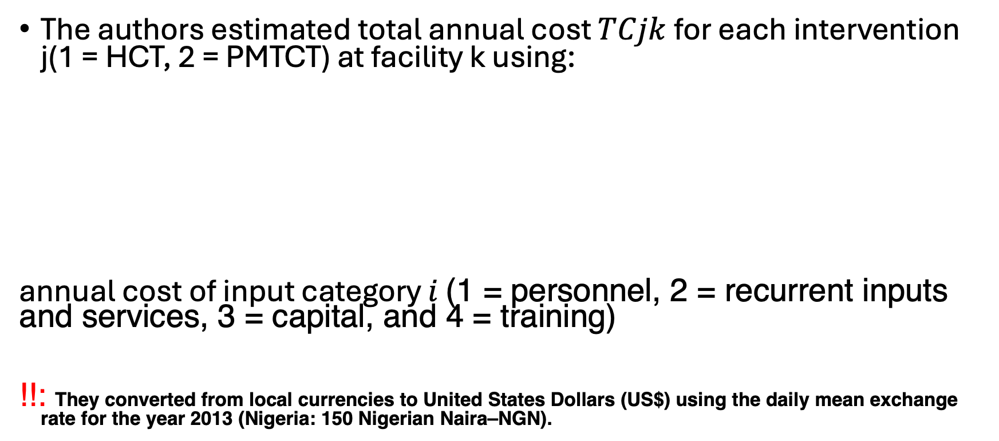 • The authors estimated total annual cost 𝑇𝐶𝑗𝑘 for each intervention
j(1 = HCT, 2 = PMTCT) at facility k using:
annual cost of input category 𝑖 (1 = personnel, 2 = recurrent inputs
and services, 3 = capital, and 4 = training)
!!: They converted from local currencies to United States Dollars (US$) using the daily mean exchange
rate for the year 2013 (Nigeria: 150 Nigerian Naira–NGN).